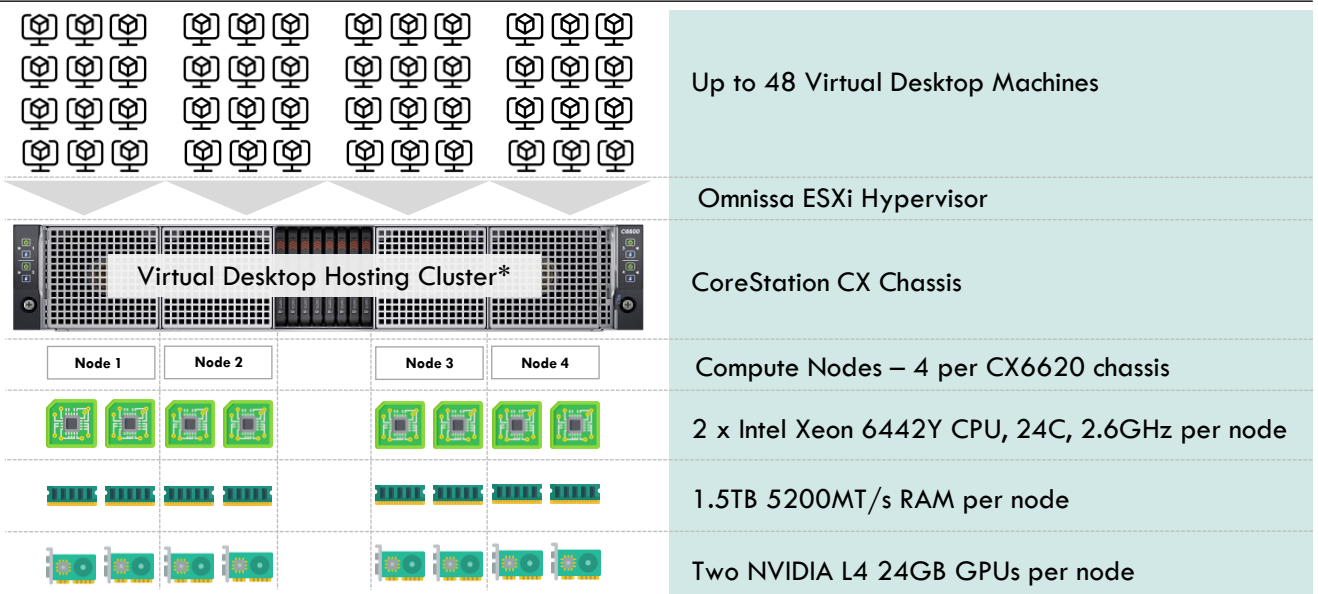 Up to 48 Virtual Desktop Machines
Omnissa ESXi Hypervisor
C6600
Virtual Desktop Hosting Cluster*
CoreStation CX Chassis
Node 1
Node 2
Node 3
Node 4
Compute Nodes – 4 per CX6620 chassis
2 x Intel Xeon 6442Y CPU, 24C, 2.6GHz per node
1.5TB 5200MT/s RAM per node
Two NVIDIA L4 24GB GPUs per node